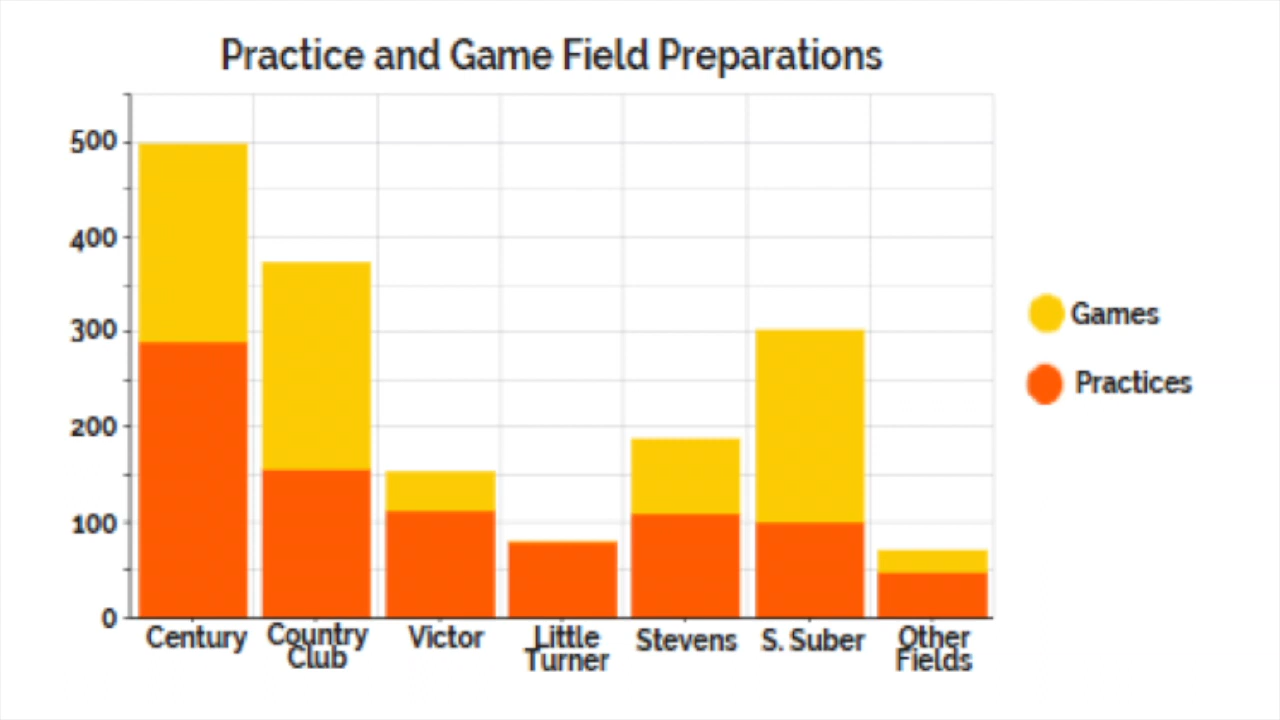 Practice and Game Field Preparations
500
400
300
200
100
0
Century
Country
Club
Victor
Little
Turner
Stevens
S. Suber
Other
Fields
Games
Practices